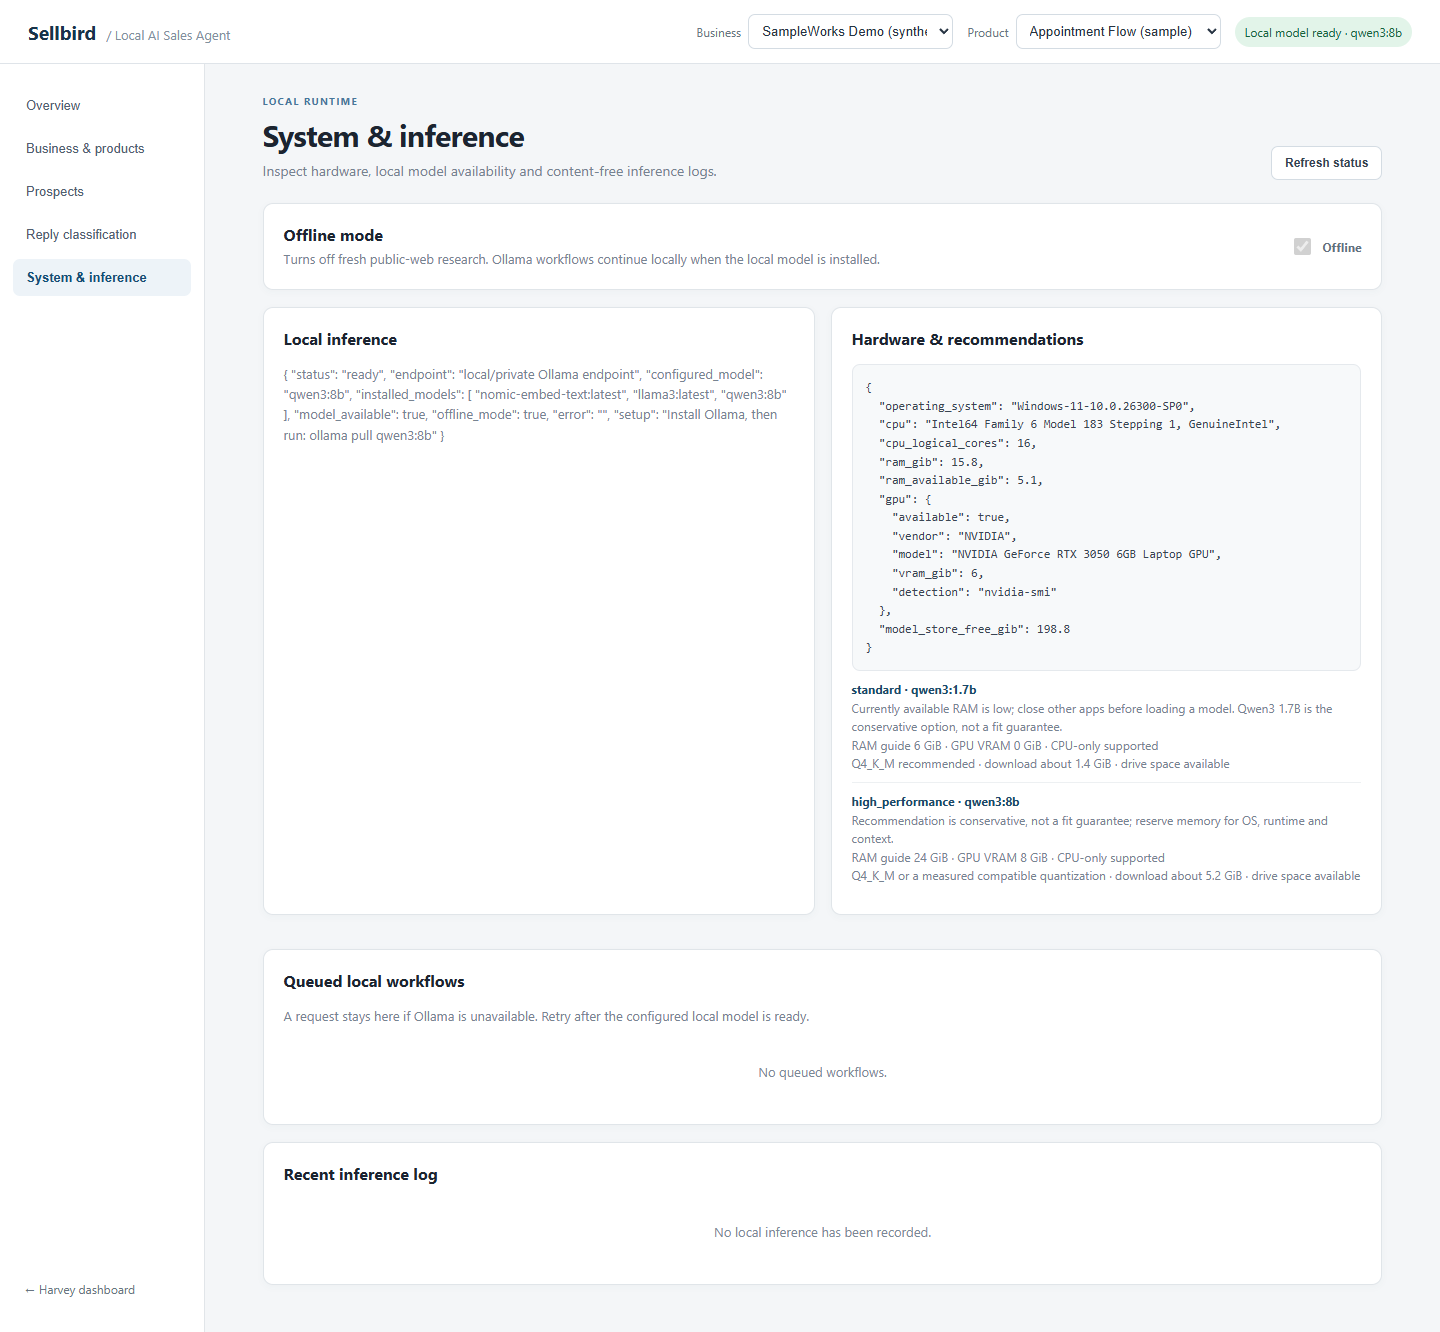 Sellbird / Local AI Sales Agent
Business SampleWorks Demo (synthe Product Appointment Flow (sample) Local model ready · qwen3:8b
Overview
Business & products
Prospects
Reply classification
System & inference
← Harvey dashboard
LOCAL RUNTIME
System & inference
Inspect hardware, local model availability and content-free inference logs.
Refresh status
Offline mode
Turns off fresh public-web research. Ollama workflows continue locally when the local model is installed.
Offline
Local inference
{ "status": "ready", "endpoint": "local/private Ollama endpoint", "configured_model":
"qwen3:8b", "installed_models": [ "nomic-embed-text:latest", "llama3:latest", "qwen3:8b"
], "model_available": true, "offline_mode": true, "error": "", "setup": "Install Ollama, then
run: ollama pull qwen3:8b" }
Hardware & recommendations
{
"operating_system": "Windows-11-10.0.26300-SP0",
"cpu": "Intel64 Family 6 Model 183 Stepping 1, GenuineIntel",
"cpu_logical_cores": 16,
"ram_gib": 15.8,
"ram_available_gib": 5.1,
"gpu": {
"available": true,
"vendor": "NVIDIA",
"model": "NVIDIA GeForce RTX 3050 6GB Laptop GPU",
"vram_gib": 6,
"detection": "nvidia-smi"
},
"model_store_free_gib": 198.8
}
standard · qwen3:1.7b
Currently available RAM is low; close other apps before loading a model. Qwen3 1.7B is the
conservative option, not a fit guarantee.
RAM guide 6 GiB · GPU VRAM 0 GiB · CPU-only supported
Q4_K_M recommended · download about 1.4 GiB · drive space available
high_performance · qwen3:8b
Recommendation is conservative, not a fit guarantee; reserve memory for OS, runtime and
context.
RAM guide 24 GiB · GPU VRAM 8 GiB · CPU-only supported
Q4_K_M or a measured compatible quantization · download about 5.2 GiB · drive space available
Queued local workflows
A request stays here if Ollama is unavailable. Retry after the configured local model is ready.
No queued workflows.
Recent inference log
No local inference has been recorded.